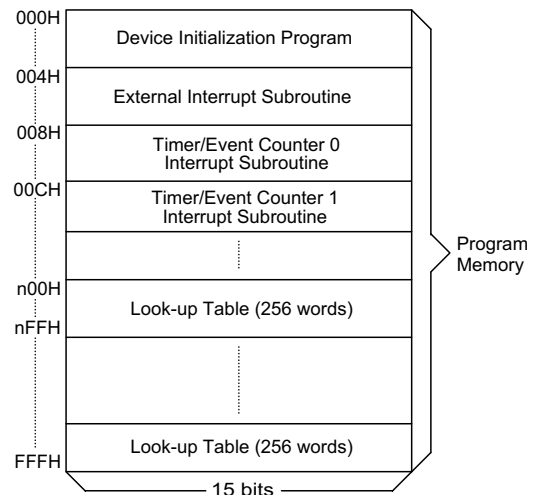 000H
Device Initialization Program
004H
External Interrupt Subroutine
008H
Timer/Event Counter 0
Interrupt Subroutine
00CH
Timer/Event Counter 1
Interrupt Subroutine
Program
Memory
n00H
Look-up Table (256 words)
nFFH
Look-up Table (256 words)
FFFH
15 bits